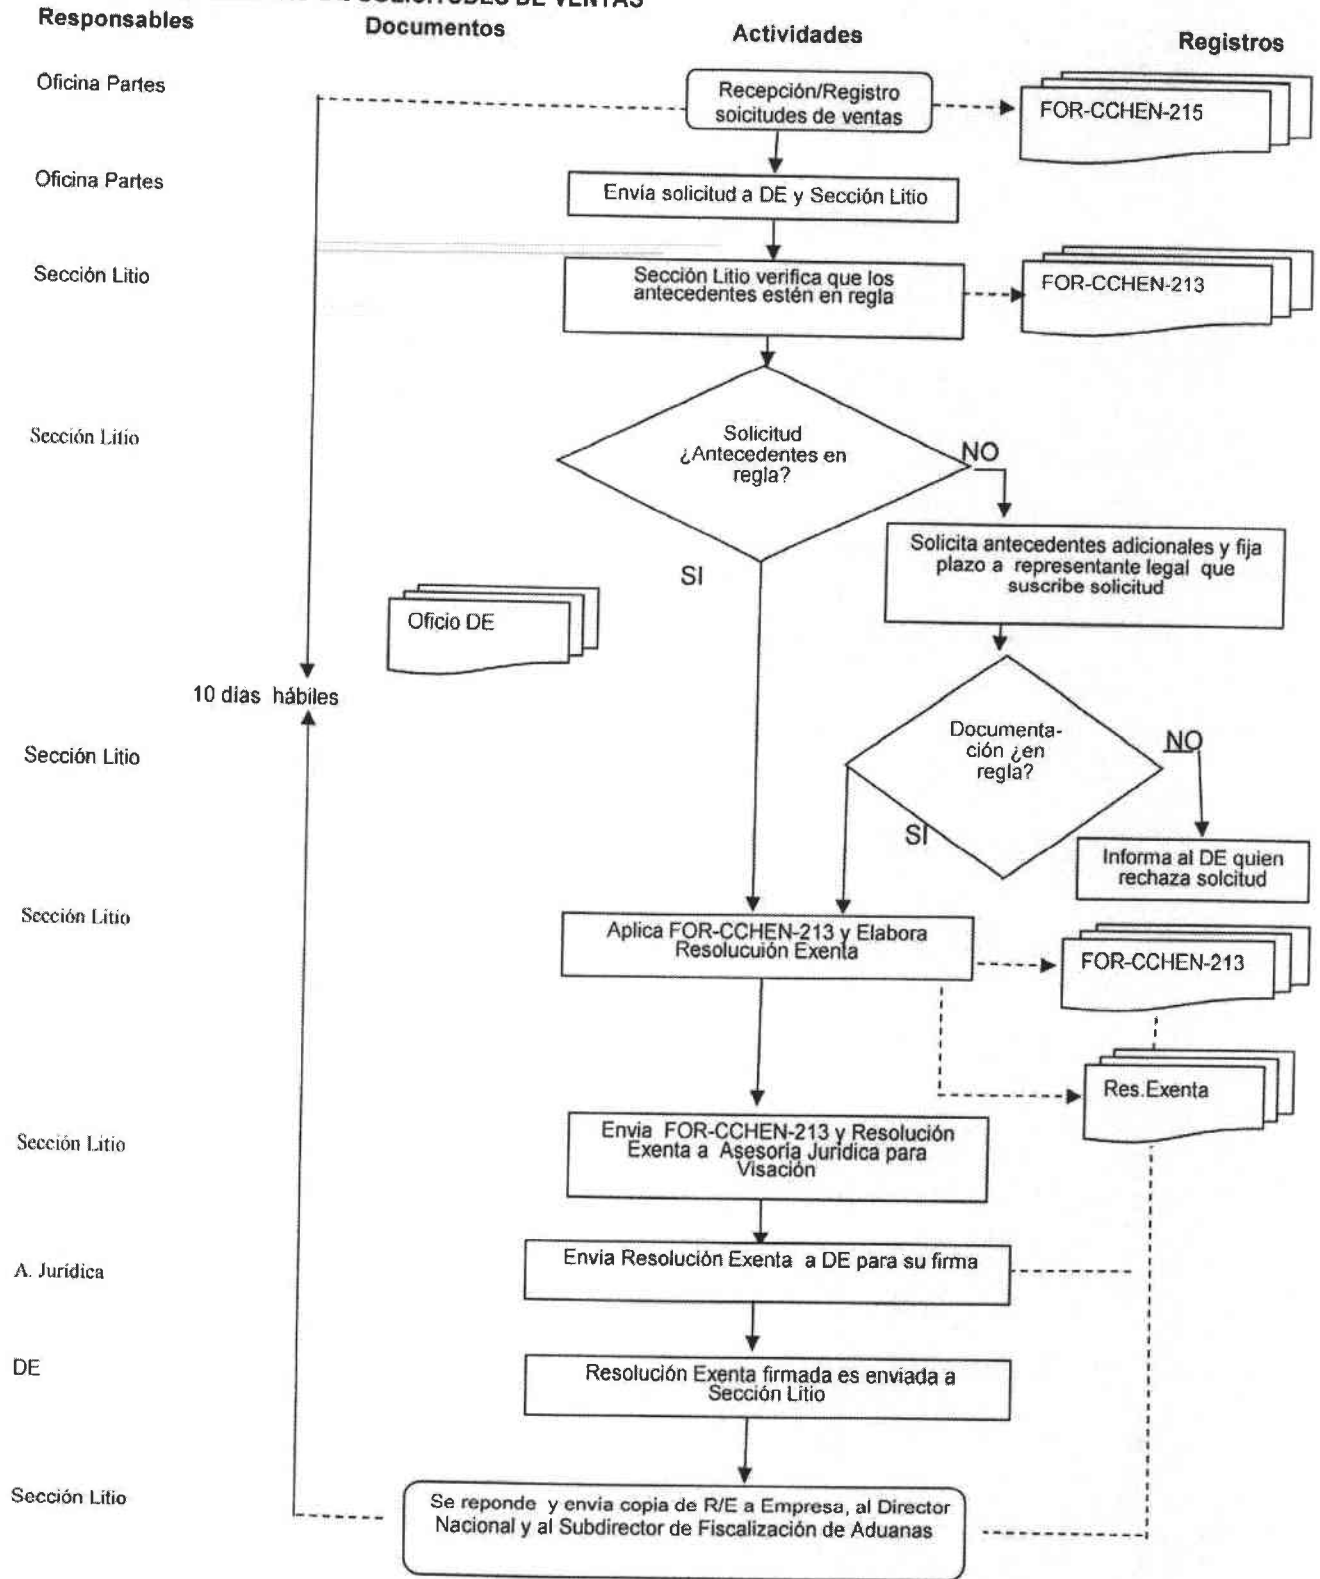 SOLICITUDES DE VENTAS
Responsables
Documentos
Actividades
Registros
Oficina Partes
Recepción/Registro
soicitudes de ventas
FOR-CCHEN-215
Oficina Partes
Envía solicitud a DE y Sección Litio
Sección Litio
Sección Litio verifica que los
antecedentes estén en regla
FOR-CCHEN-213
Sección Litio
Solicitud
¿Antecedentes en
regla?
NO
SI
Solicita antecedentes adicionales y fija
plazo a representante legal que
suscribe solicitud
Oficio DE
10 días hábiles
Sección Litio
Documenta-
ción ¿en
regla?
NO
SI
Informa al DE quien
rechaza solcitud
Sección Litio
Aplica FOR-CCHEN-213 y Elabora
Resolucuión Exenta
FOR-CCHEN-213
Res.Exenta
Sección Litio
Envia FOR-CCHEN-213 y Resolución
Exenta a Asesoría Jurídica para
Visación
A. Jurídica
Envia Resolución Exenta a DE para su firma
DE
Resolución Exenta firmada es enviada a
Sección Litio
Sección Litio
Se reponde y envia copia de R/E a Empresa, al Director
Nacional y al Subdirector de Fiscalización de Aduanas